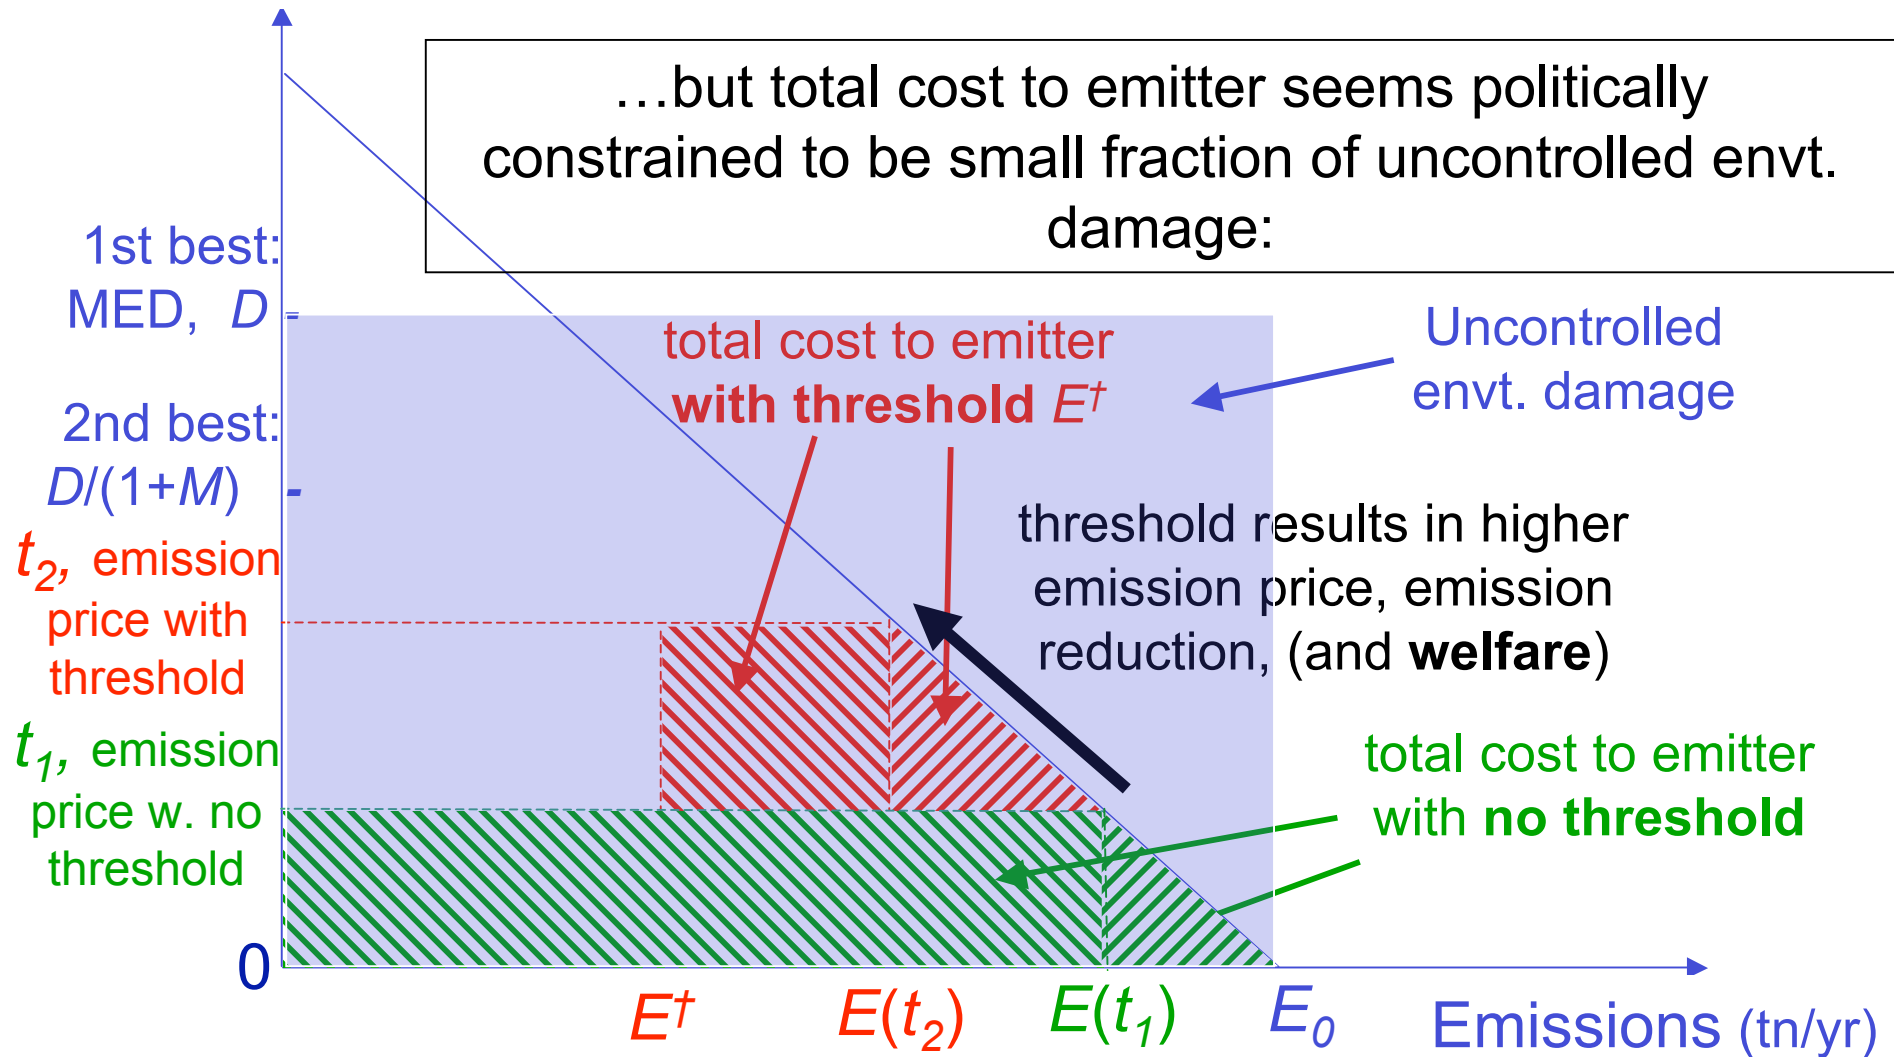 …but total cost to emitter seems politically
constrained to be small fraction of uncontrolled envt.
damage:
1st best:
MED, D
2nd best:
D/(1+M)
t2, emission
price with
threshold
t1, emission
price w. no
threshold
0
total cost to emitter
with threshold E†
Uncontrolled
envt. damage
threshold results in higher
emission price, emission
reduction, (and welfare)
total cost to emitter
with no threshold
E† E(t2) E(t1) E0 Emissions (tn/yr)